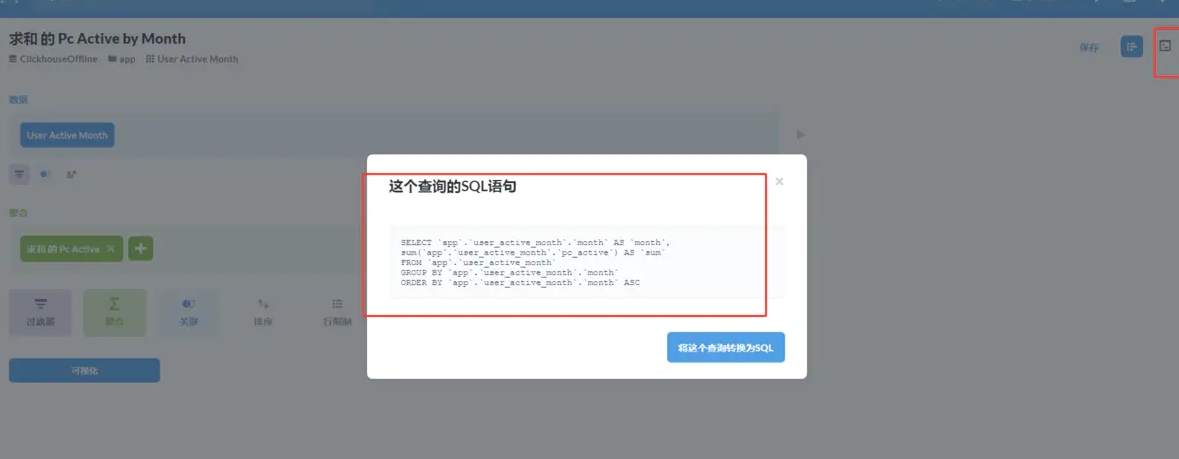 求和 的 Pc Active by Month
ClickhouseOffline app User Active Month
保存
数据
User Active Month
聚合
求和 的 Pc Active
过滤器 聚合 关联 排序 行限制
可视化
这个查询的SQL语句
SELECT `app`.`user_active_month`.`month` AS `month`,
sum(`app`.`user_active_month`.`pc_active`) AS `sum`
FROM `app`.`user_active_month`
GROUP BY `app`.`user_active_month`.`month`
ORDER BY `app`.`user_active_month`.`month` ASC
将这个查询转换为SQL